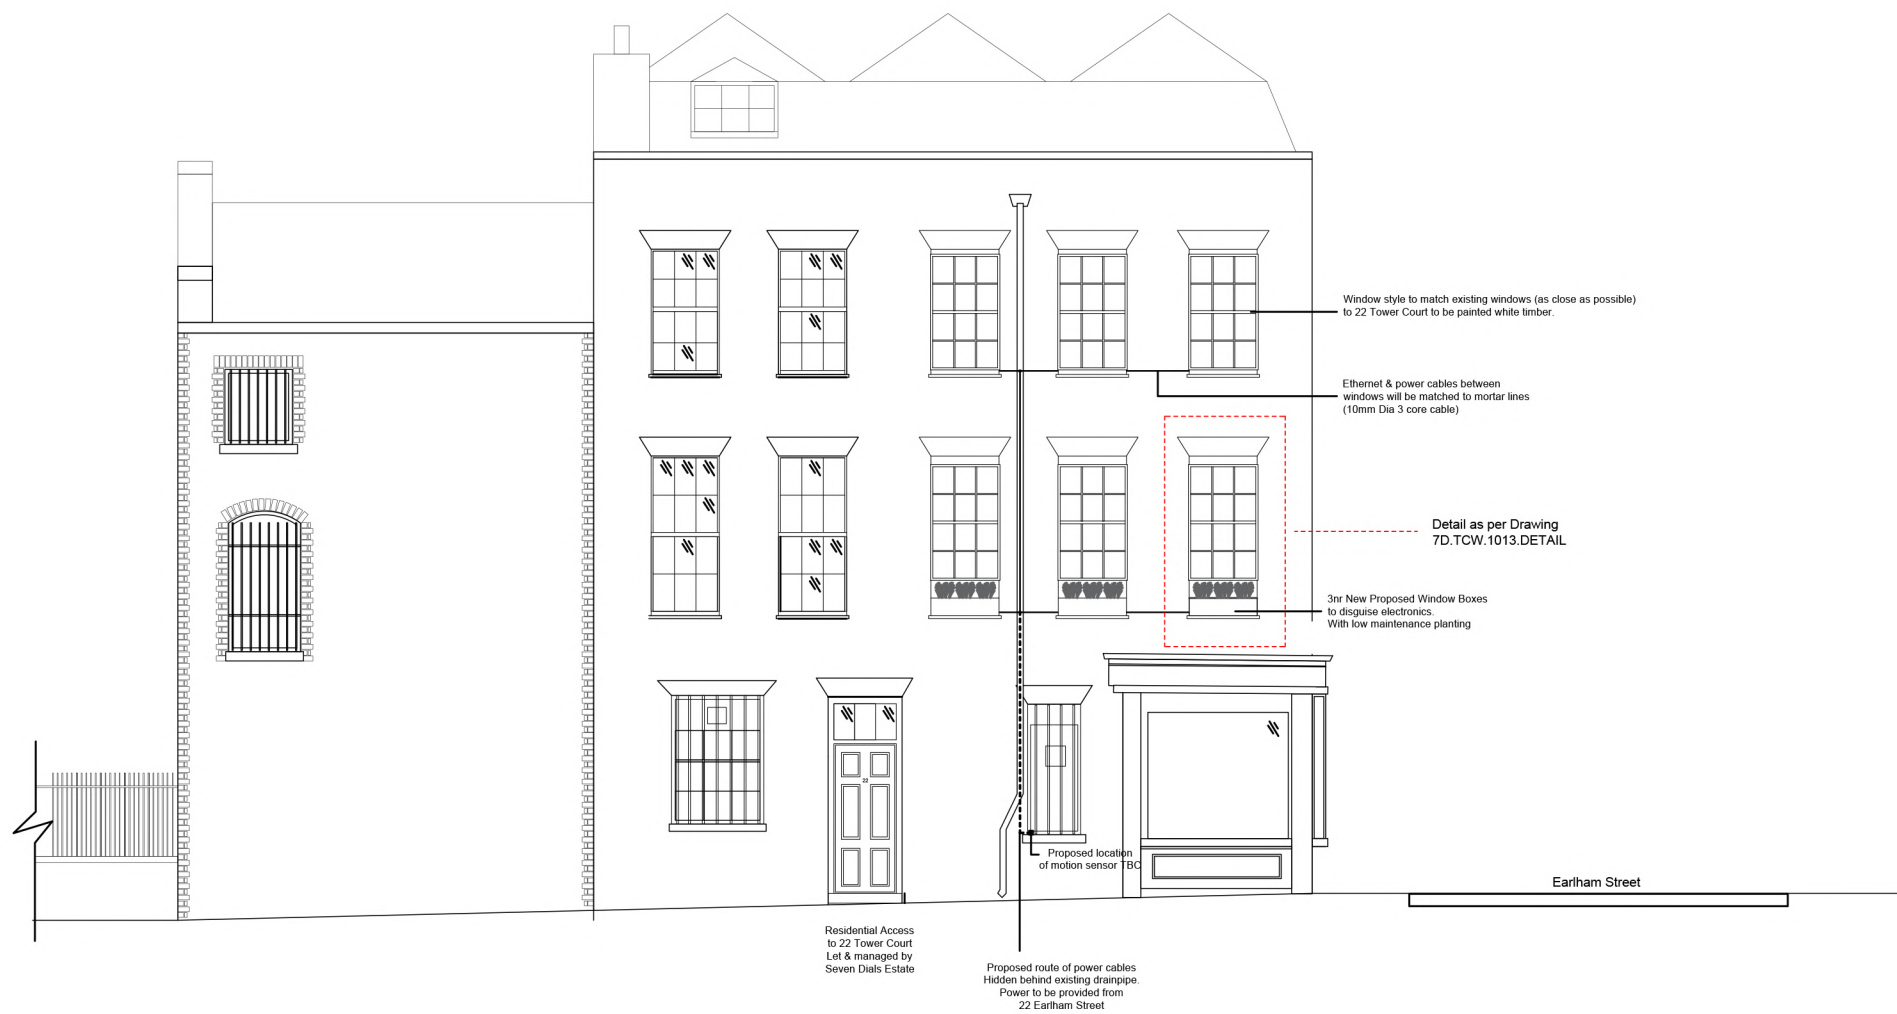 Window style to match existing windows (as close as possible)
to 22 Tower Court to be painted white timber.
Ethernet & power cables between
windows will be matched to mortar lines
(10mm Dia 3 core cable)
Detail as per Drawing
7D.TCW.1013.DETAIL
3nr New Proposed Window Boxes
to disguise electronics.
With low maintenance planting
22
Proposed location
of motion sensor TBC
Earlham Street
Residential Access
to 22 Tower Court
Let & managed by
Seven Dials Estate
Proposed route of power cables
Hidden behind existing drainpipe.
Power to be provided from
22 Earlham Street